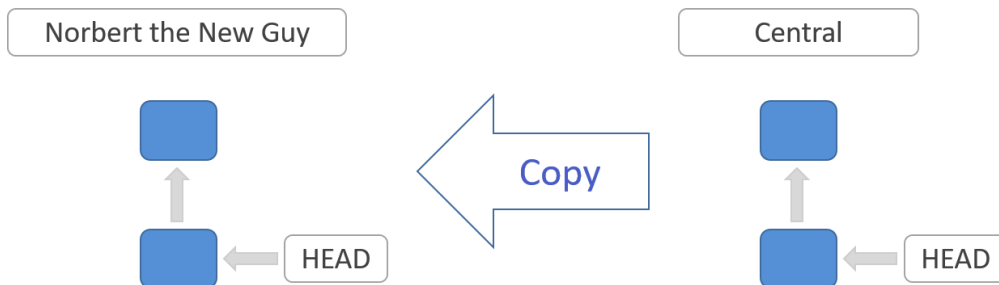 Norbert the New Guy
Central
Copy
HEAD
HEAD